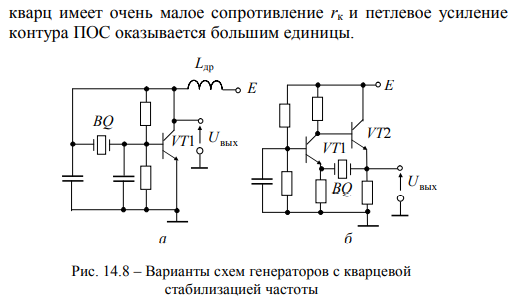 кварц имеет очень малое сопротивление rк и петлевое усиление
контура ПОС оказывается большим единицы.
Lдр
E
BQ
VT1
Uвых
а
E
VT2
VT1
BQ
Uвых
б
Рис. 14.8 – Варианты схем генераторов с кварцевой
стабилизацией частоты